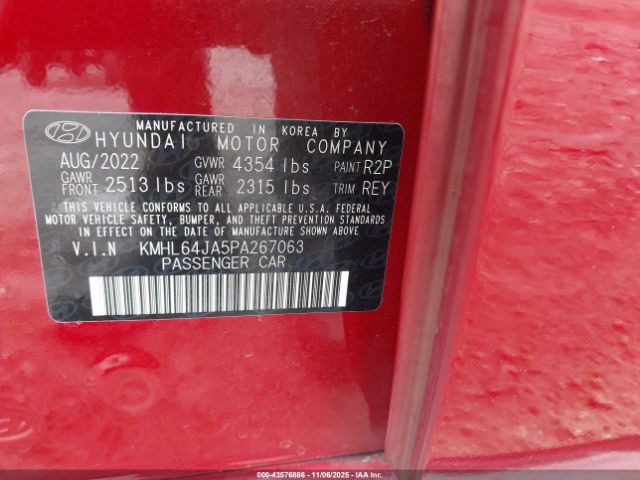 MANUFACTURED IN KOREA BY
HYUNDAI MOTOR COMPANY
AUG/2022 GVWR 4354 lbs PAINT R2P
GAWR FRONT 2513 lbs GAWR REAR 2315 lbs TRIM REY
THIS VEHICLE CONFORMS TO ALL APPLICABLE U.S.A. FEDERAL
MOTOR VEHICLE SAFETY, BUMPER, AND THEFT PREVENTION STANDARDS
IN EFFECT ON THE DATE OF MANUFACTURE SHOWN ABOVE
V.I.N KMHL64JA5PA267063
PASSENGER CAR
000-43576886 - 11/06/2025 - IAAI.COM